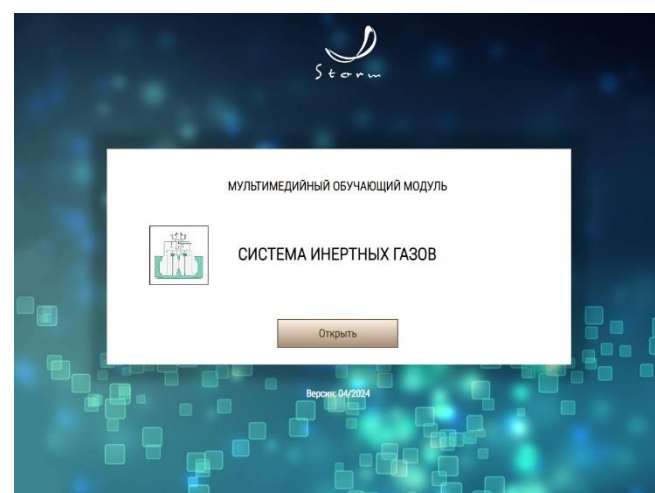 Storm
МУЛЬТИМЕДИЙНЫЙ ОБУЧАЮЩИЙ МОДУЛЬ
СИСТЕМА ИНЕРТНЫХ ГАЗОВ
Открыть
Версия: 04/2024